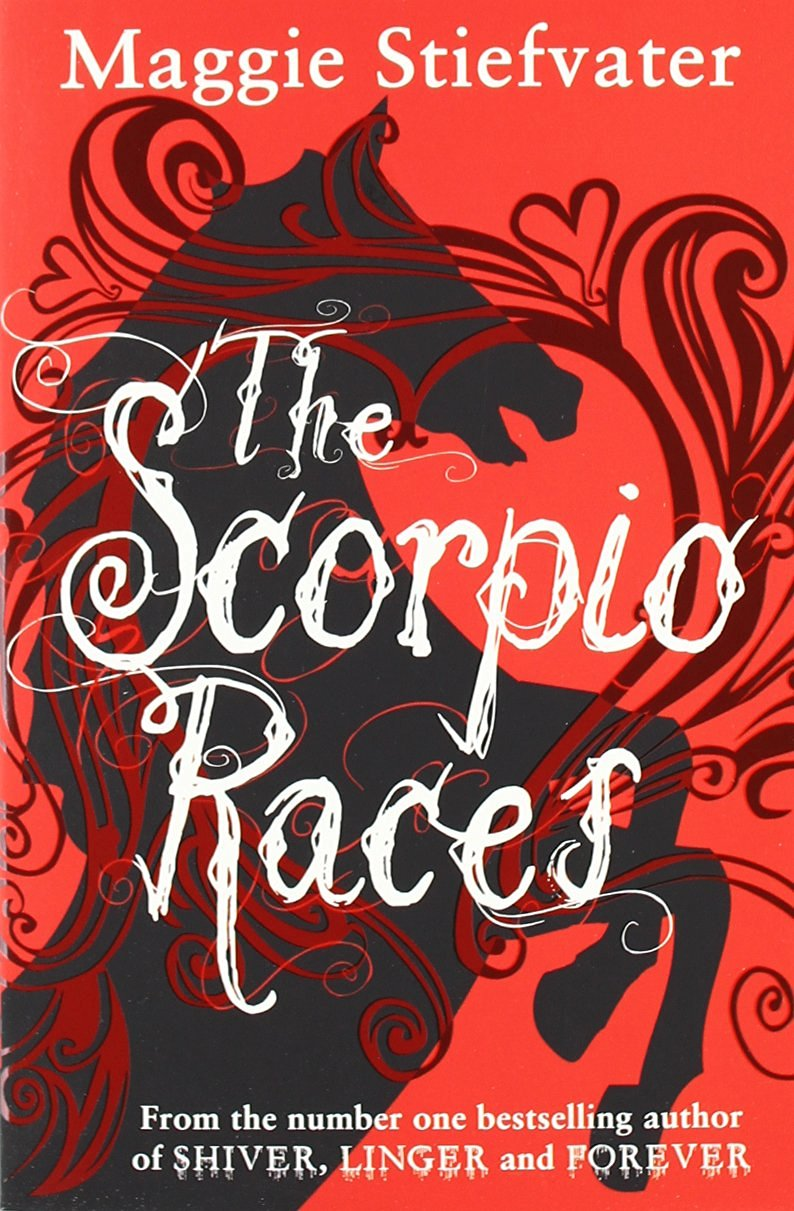 Maggie Stiefvater
The
Scorpio
Races
From the number one bestselling author
of SHIVER, LINGER and FOREVER